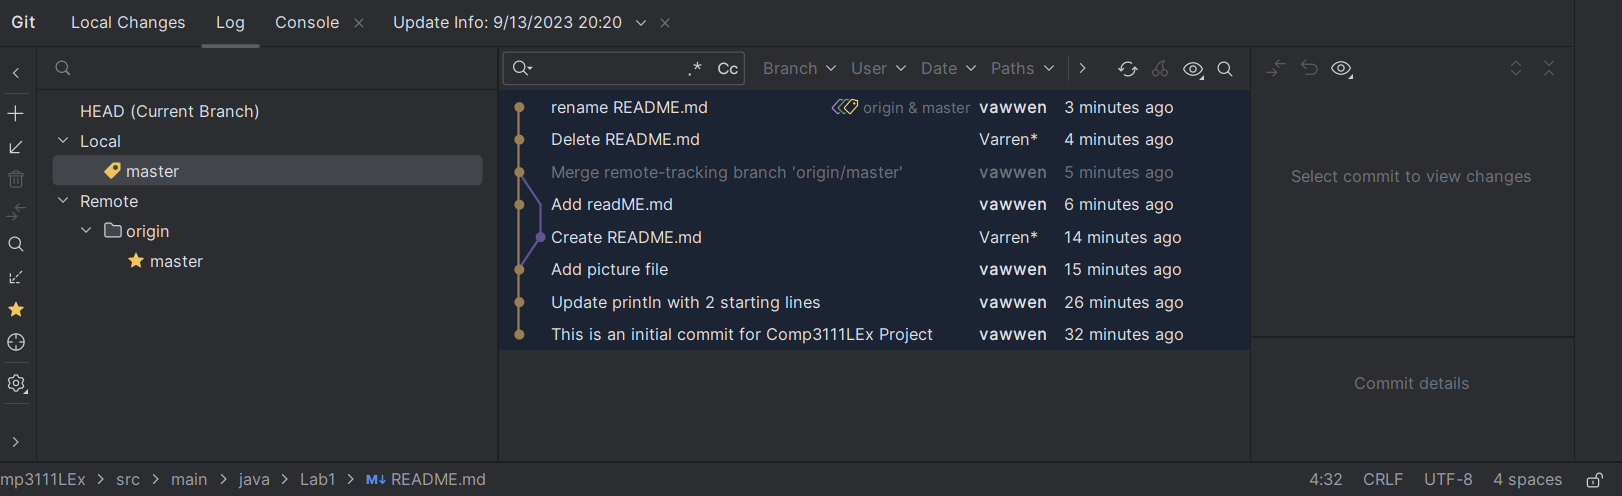 Git Local Changes Log Console Update Info: 9/13/2023 20:20
.* Cc Branch User Date Paths
HEAD (Current Branch)
Local
master
Remote
origin
master
rename README.md origin & master vawwen 3 minutes ago
Delete README.md Varren* 4 minutes ago
Merge remote-tracking branch 'origin/master' vawwen 5 minutes ago
Add readME.md vawwen 6 minutes ago
Create README.md Varren* 14 minutes ago
Add picture file vawwen 15 minutes ago
Update println with 2 starting lines vawwen 26 minutes ago
This is an initial commit for Comp3111LEx Project vawwen 32 minutes ago
Select commit to view changes
Commit details
mp3111LEx src main java Lab1 M↓ README.md 4:32 CRLF UTF-8 4 spaces